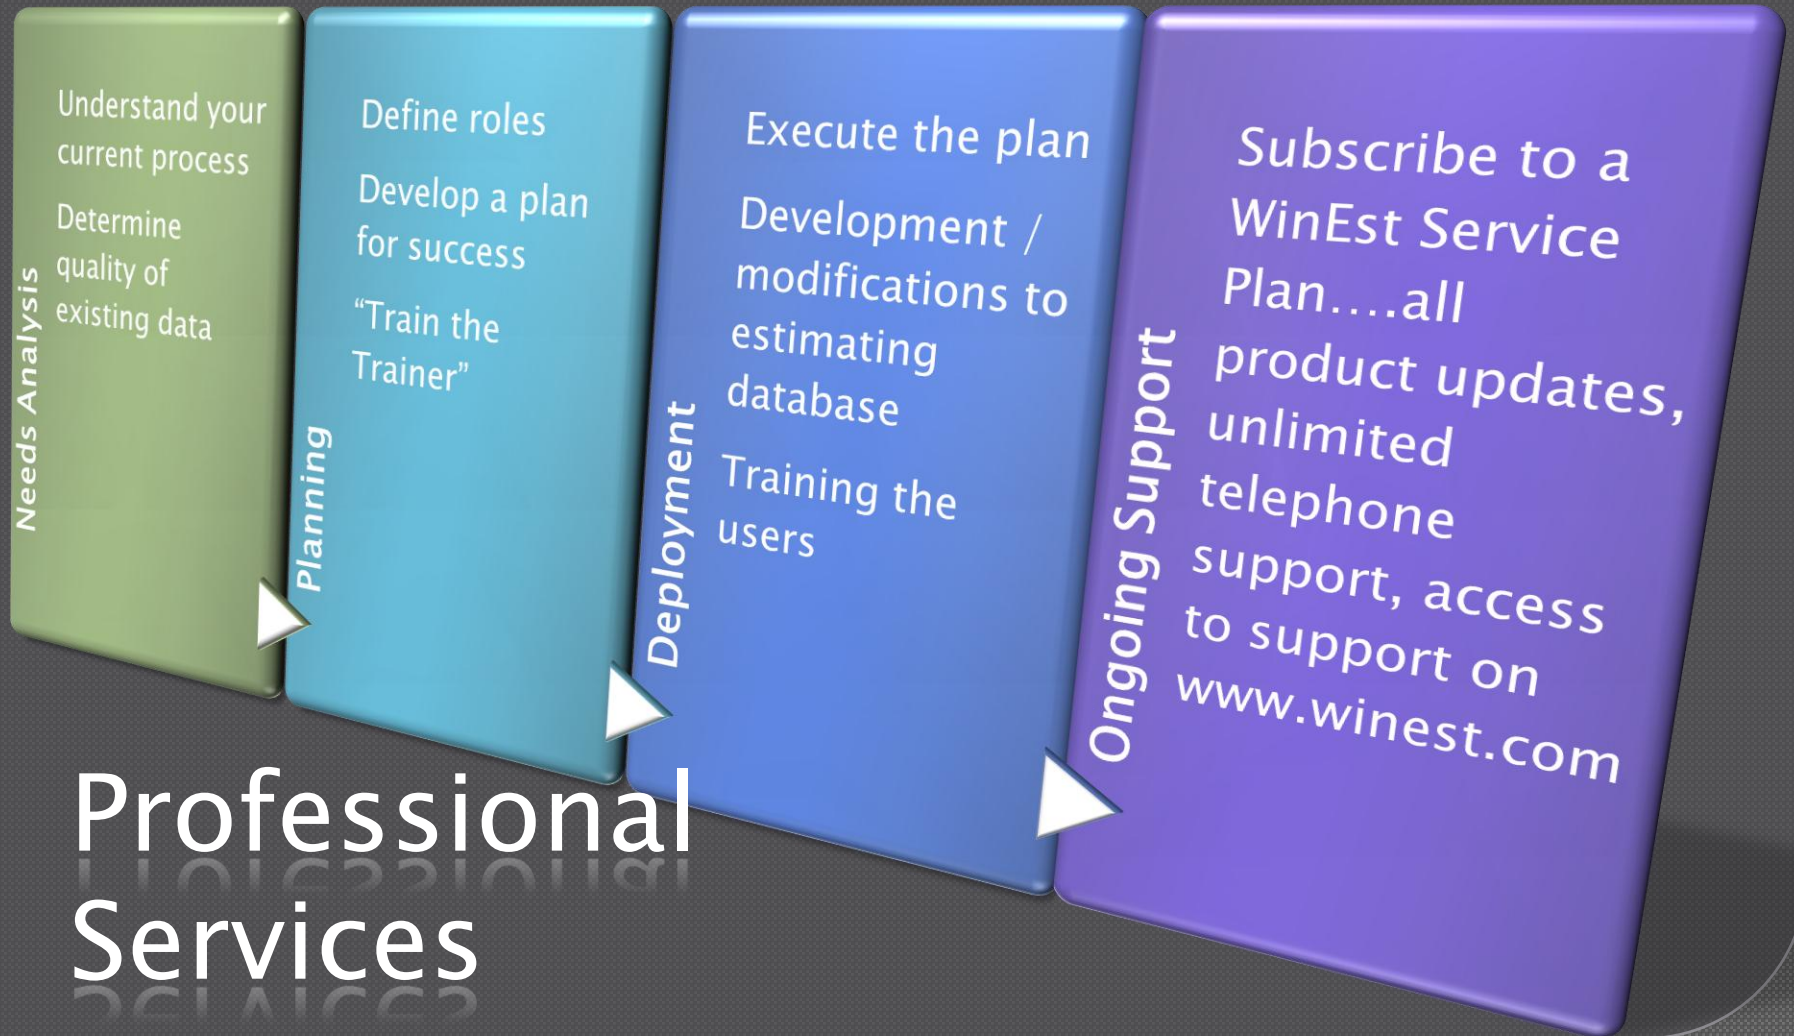 Needs Analysis
Understand your
current process
Determine
quality of
existing data
Planning
Define roles
Develop a plan
for success
“Train the
Trainer”
Deployment
Execute the plan
Development /
modifications to
estimating
database
Training the
users
Ongoing Support
Subscribe to a
WinEst Service
Plan....all
product updates,
unlimited
telephone
support, access
to support on
www.winest.com
Professional
Services